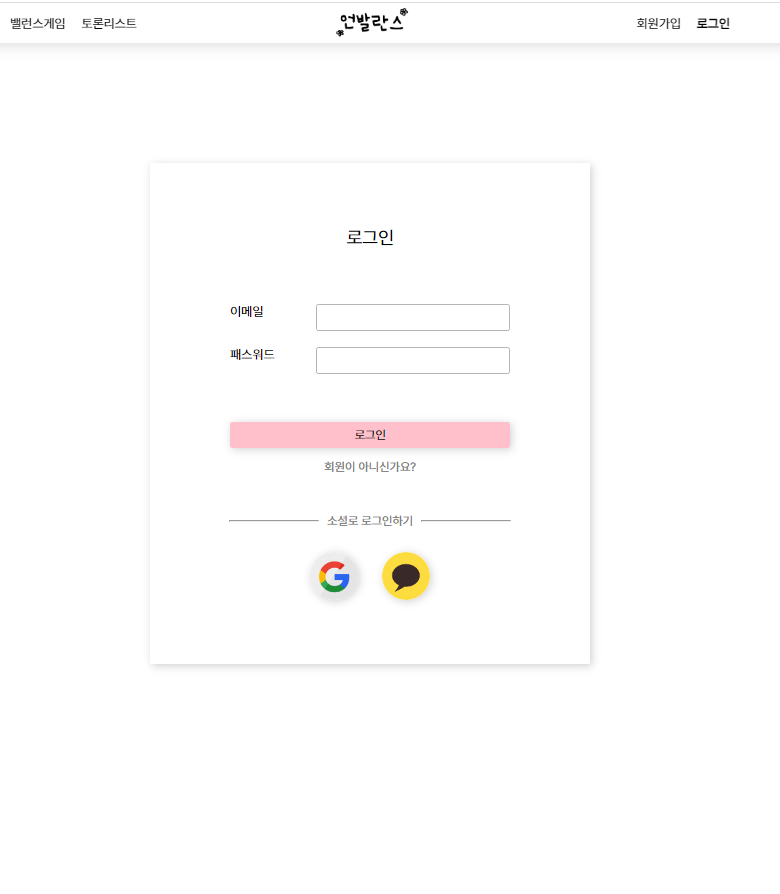 밸런스게임 토론리스트 언발란스 회원가입 로그인
로그인
이메일
패스워드
로그인
회원이 아니신가요?
소셜로 로그인하기